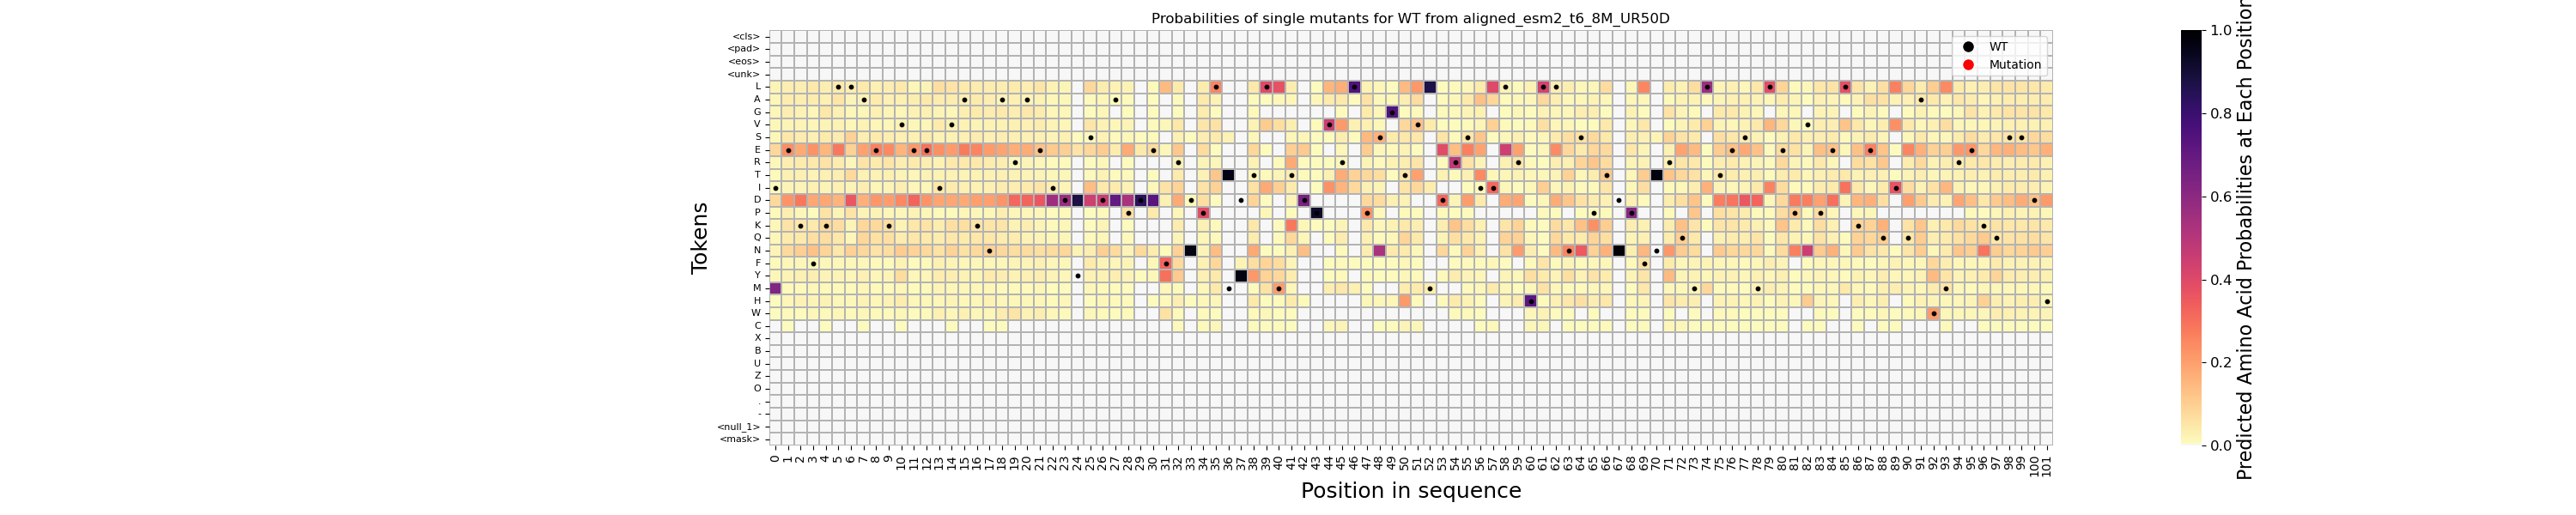 Probabilities of single mutants for WT from aligned_esm2_t6_8M_UR50D
<cls>
<pad>
<eos>
<unk>
L
A
G
V
S
E
R
T
I
D
P
K
Q
N
F
Y
M
H
W
C
X
B
U
Z
O
.
-
<null_1>
<mask>
Tokens
0 1 2 3 4 5 6 7 8 9 10 11 12 13 14 15 16 17 18 19 20 21 22 23 24 25 26 27 28 29 30 31 32 33 34 35 36 37 38 39 40 41 42 43 44 45 46 47 48 49 50 51 52 53 54 55 56 57 58 59 60 61 62 63 64 65 66 67 68 69 70 71 72 73 74 75 76 77 78 79 80 81 82 83 84 85 86 87 88 89 90 91 92 93 94 95 96 97 98 99 100 101
Position in sequence
WT
Mutation
1.0
0.8
0.6
0.4
0.2
0.0
Predicted Amino Acid Probabilities at Each Position